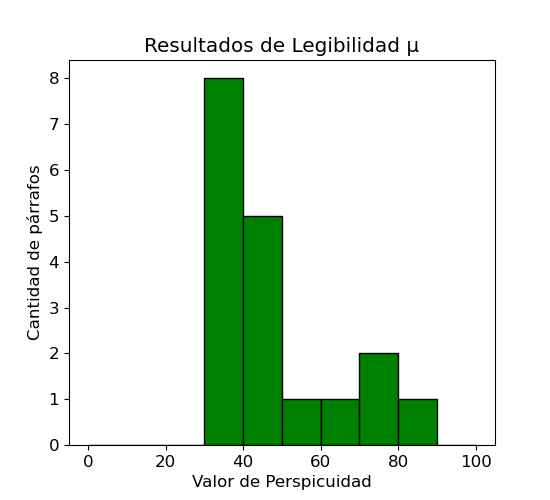 Resultados de Legibilidad μ
8
7
6
5
4
3
2
1
0
Cantidad de párrafos
0 20 40 60 80 100
Valor de Perspicuidad